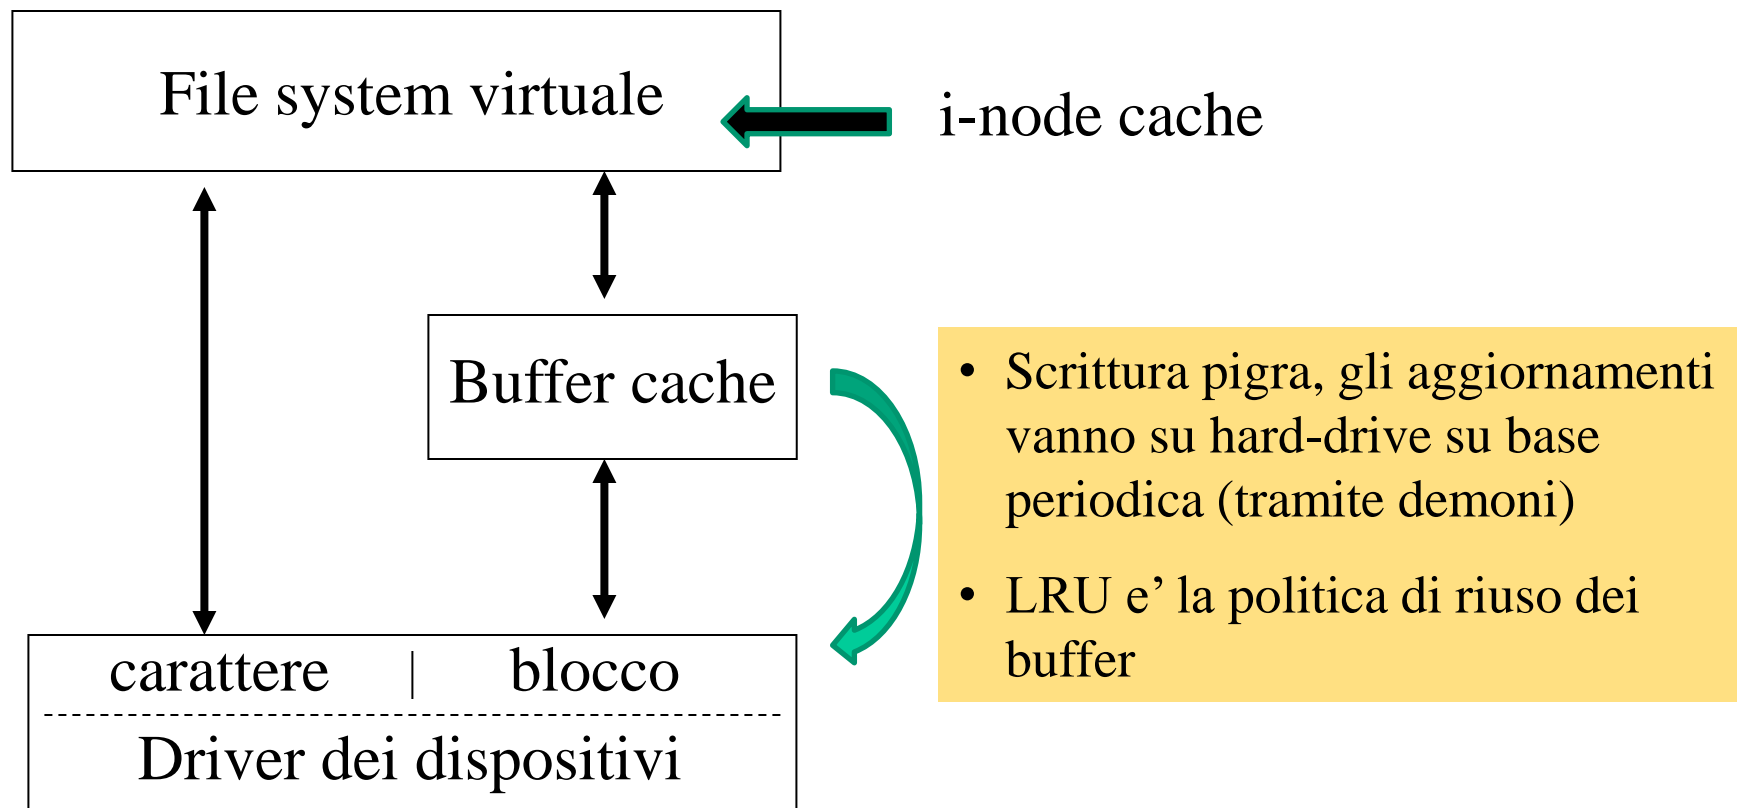 File system virtuale
i-node cache
Buffer cache
• Scrittura pigra, gli aggiornamenti
vanno su hard-drive su base
periodica (tramite demoni)
• LRU e’ la politica di riuso dei
buffer
carattere | blocco
Driver dei dispositivi